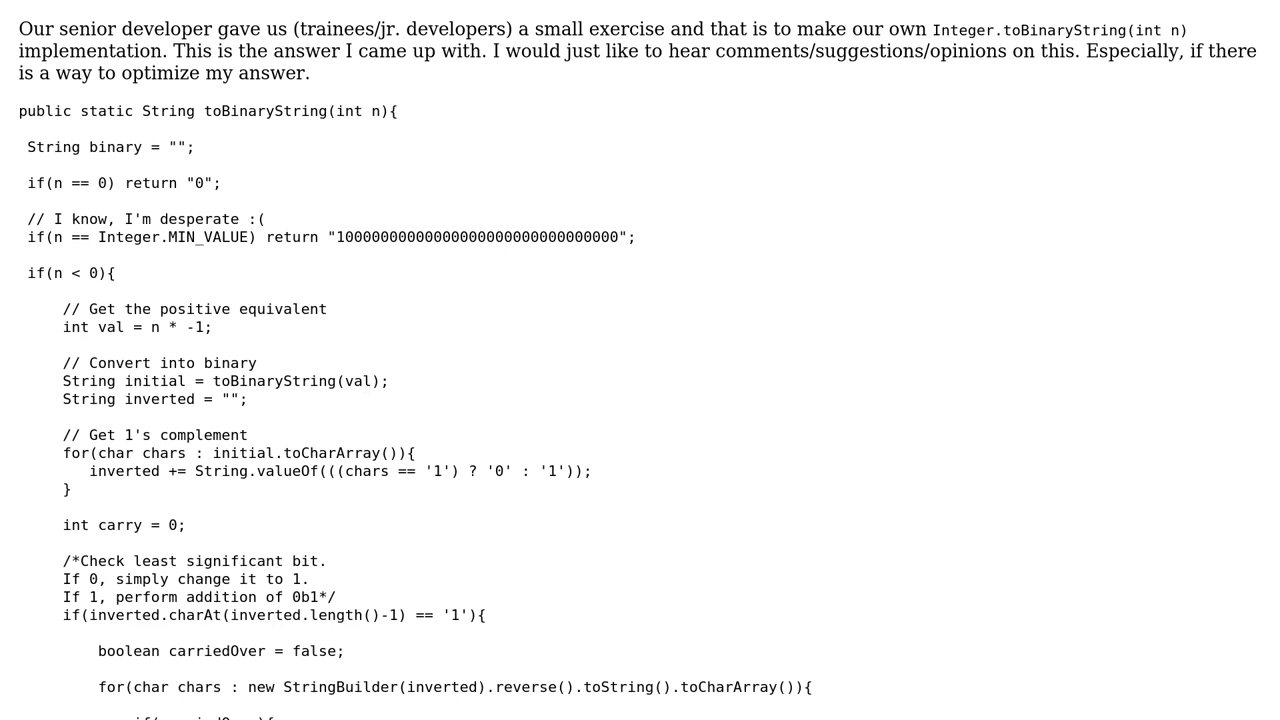 Our senior developer gave us (trainees/jr. developers) a small exercise and that is to make our own Integer.toBinaryString(int n)
implementation. This is the answer I came up with. I would just like to hear comments/suggestions/opinions on this. Especially, if there
is a way to optimize my answer.
public static String toBinaryString(int n){
String binary = "";
if(n == 0) return "0";
// I know, I'm desperate :(
if(n == Integer.MIN_VALUE) return "10000000000000000000000000000000";
if(n < 0){
// Get the positive equivalent
int val = n * -1;
// Convert into binary
String initial = toBinaryString(val);
String inverted = "";
// Get 1's complement
for(char chars : initial.toCharArray()){
inverted += String.valueOf(((chars == '1') ? '0' : '1'));
}
int carry = 0;
/*Check least significant bit.
If 0, simply change it to 1.
If 1, perform addition of 0b1*/
if(inverted.charAt(inverted.length()-1) == '1'){
boolean carriedOver = false;
for(char chars : new StringBuilder(inverted).reverse().toString().toCharArray()){